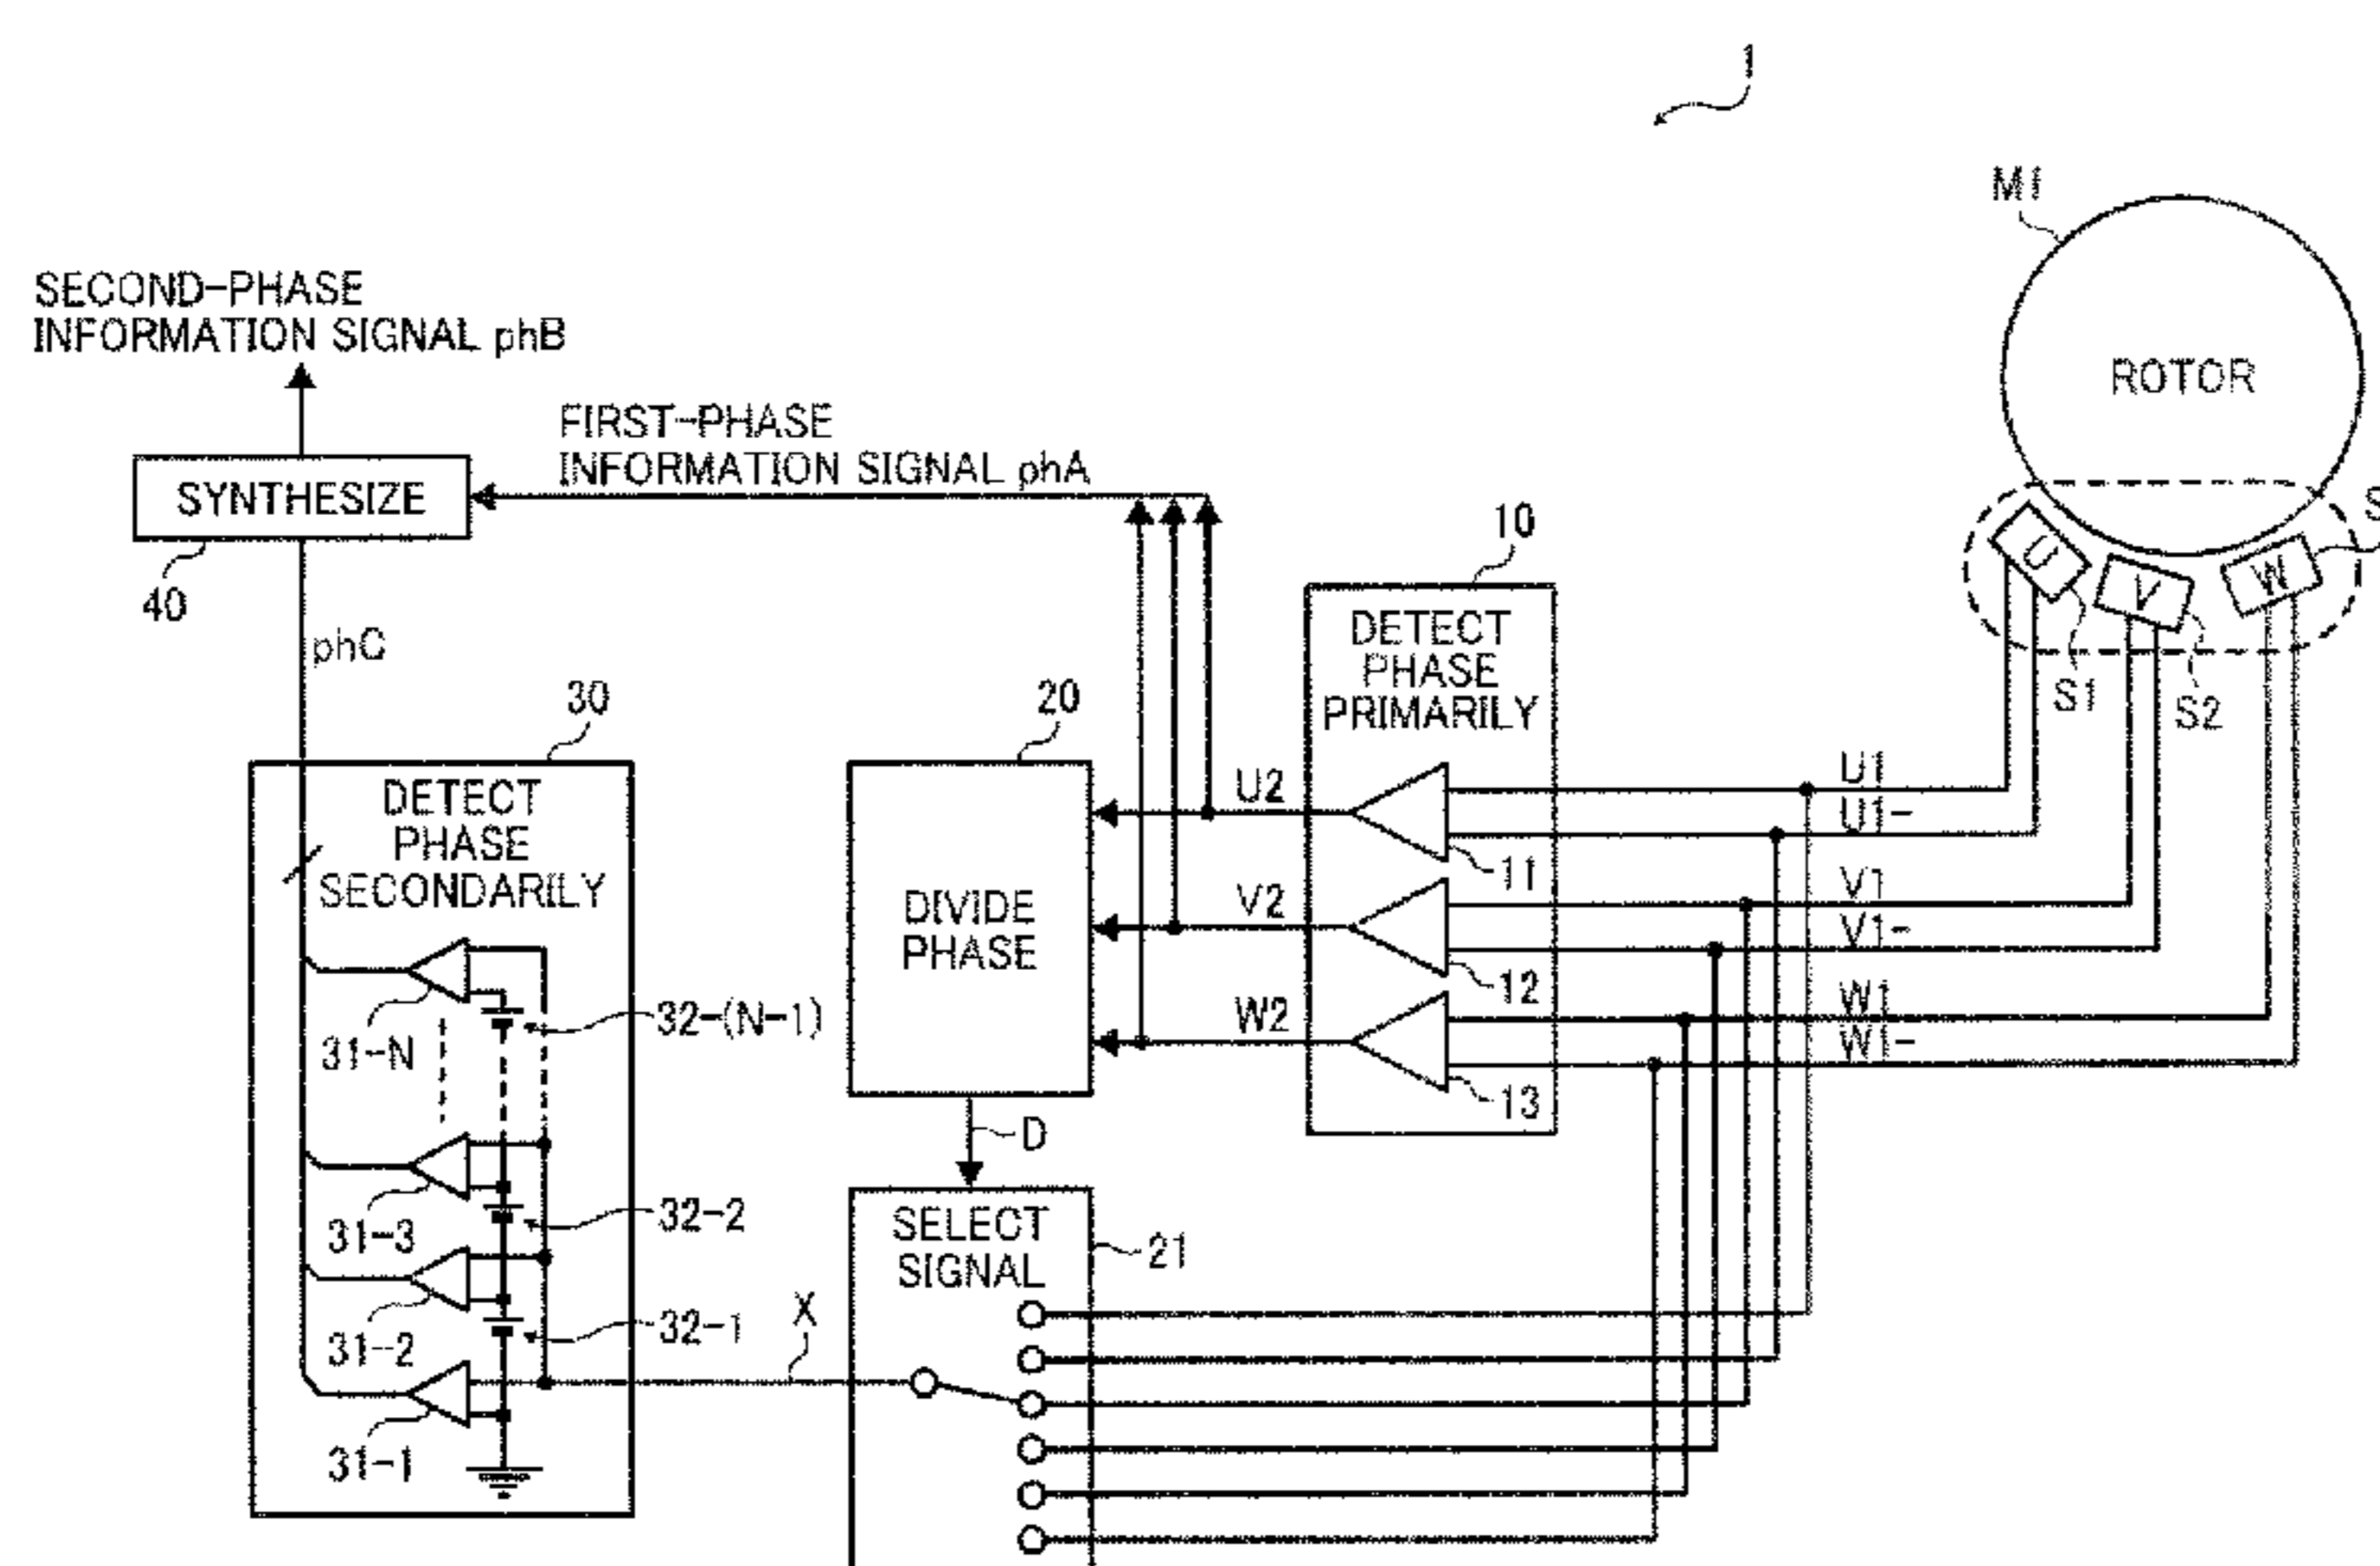 1
M1
SECOND-PHASE
INFORMATION SIGNAL phB
ROTOR
FIRST-PHASE
INFORMATION SIGNAL phA
SYNTHESIZE
40
10
S
U
V
W
S1
S2
phC
DETECT
PHASE
PRIMARILY
30
20
DETECT
PHASE
SECONDARILY
DIVIDE
PHASE
U2
V2
W2
11
12
13
U1
U1-
V1
V1-
W1
W1-
31-N
32-(N-1)
31-3
32-2
31-2
32-1
31-1
D
SELECT
SIGNAL
21
X